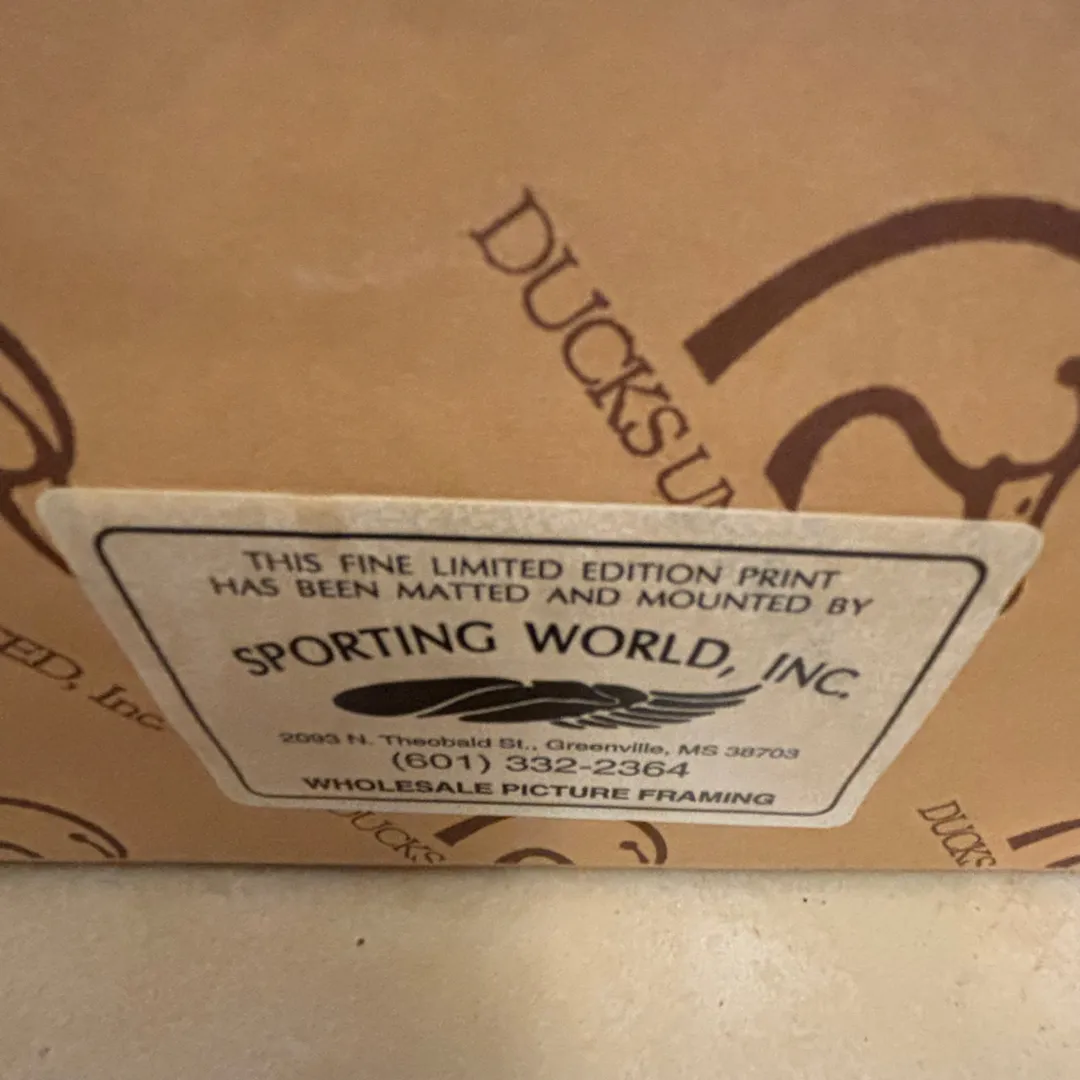 DUCKS UN
THIS FINE LIMITED EDITION PRINT
HAS BEEN MATTED AND MOUNTED BY
SPORTING WORLD, INC.
2093 N. Theobald St., Greenville, MS 38703
(601) 332-2364
WHOLESALE PICTURE FRAMING
ED, Inc
DUCKS
DUCKS